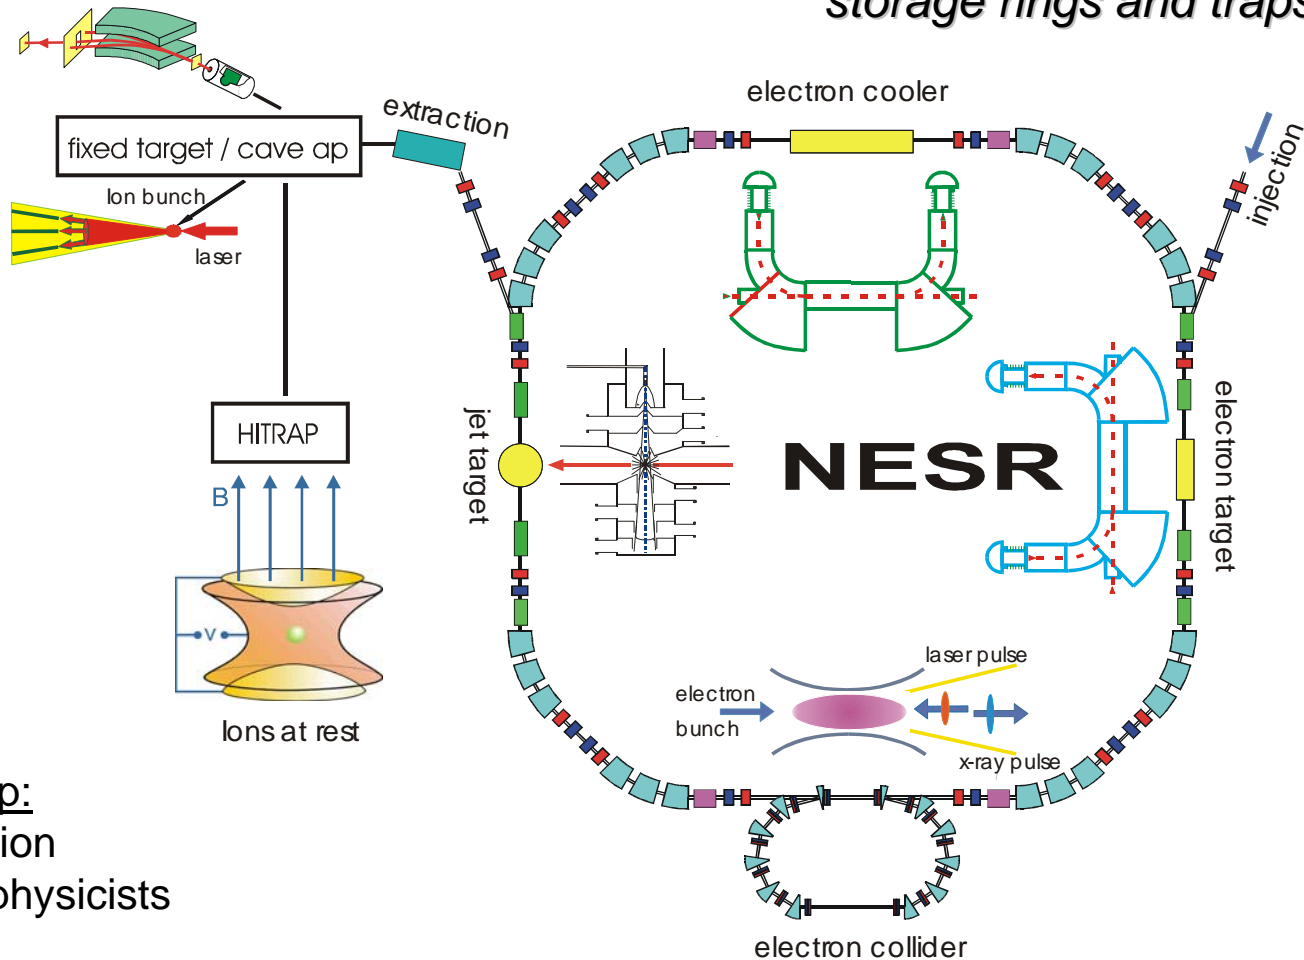 storage rings and traps
electron cooler
extraction
injection
fixed target / cave ap
Ion bunch
laser
HITRAP
B
V
Ions at rest
jet target
NESR
electron target
laser pulse
electron
bunch
x-ray pulse
electron collider
p:
ion
physicists